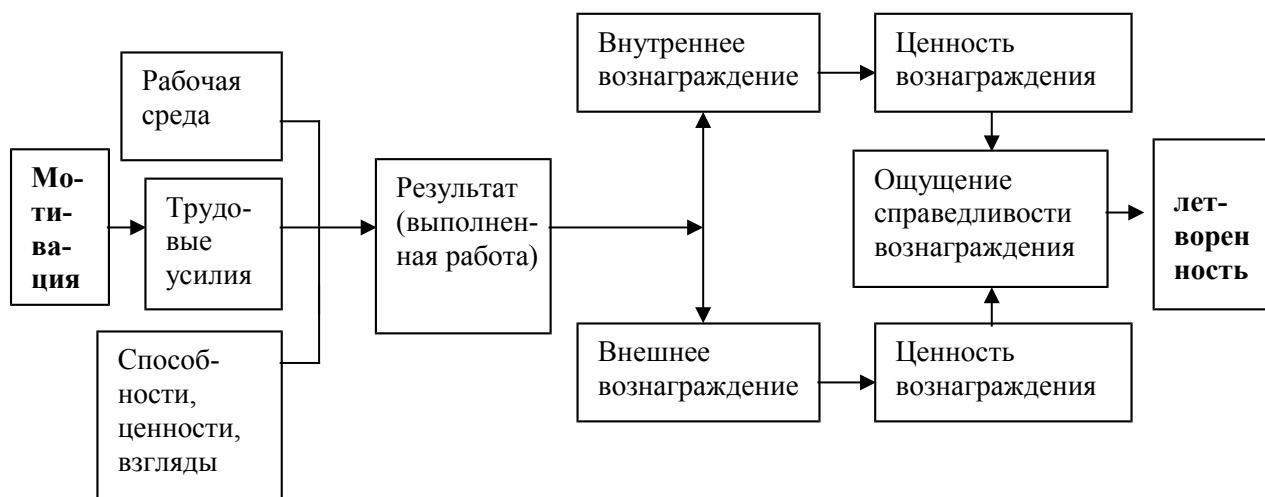 Мо-
ти-
ва-
ция
Рабочая
среда
Трудо-
вые
усилия
Способ-
ности,
ценности,
взгляды
Результат
(выполнен-
ная работа)
Внутреннее
вознаграждение
Внешнее
вознаграждение
Ценность
вознаграждения
Ощущение
справедливости
вознаграждения
Ценность
вознаграждения
лет-
ворен
ность